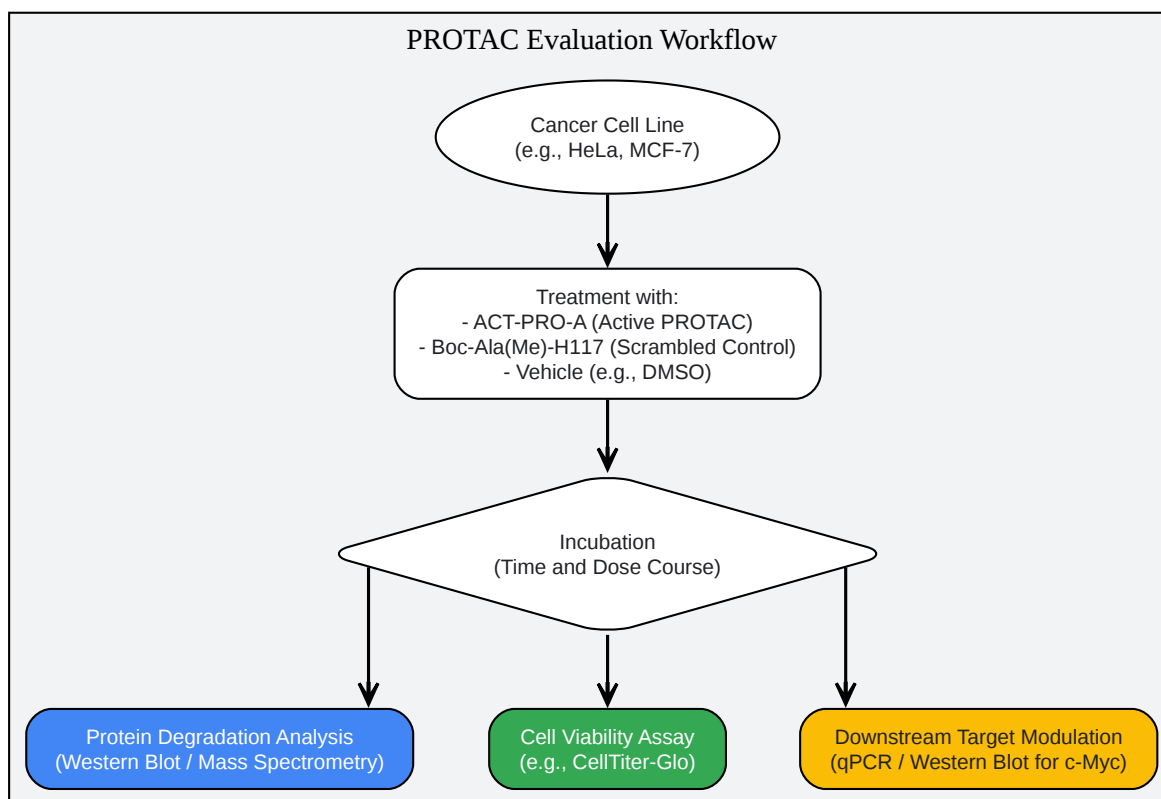 PROTAC Evaluation Workflow
Cancer Cell Line
(e.g., HeLa, MCF-7)
Treatment with:
- ACT-PRO-A (Active PROTAC)
- Boc-Ala(Me)-H117 (Scrambled Control)
- Vehicle (e.g., DMSO)
Incubation
(Time and Dose Course)
Protein Degradation Analysis
(Western Blot / Mass Spectrometry)
Cell Viability Assay
(e.g., CellTiter-Glo)
Downstream Target Modulation
(qPCR / Western Blot for c-Myc)